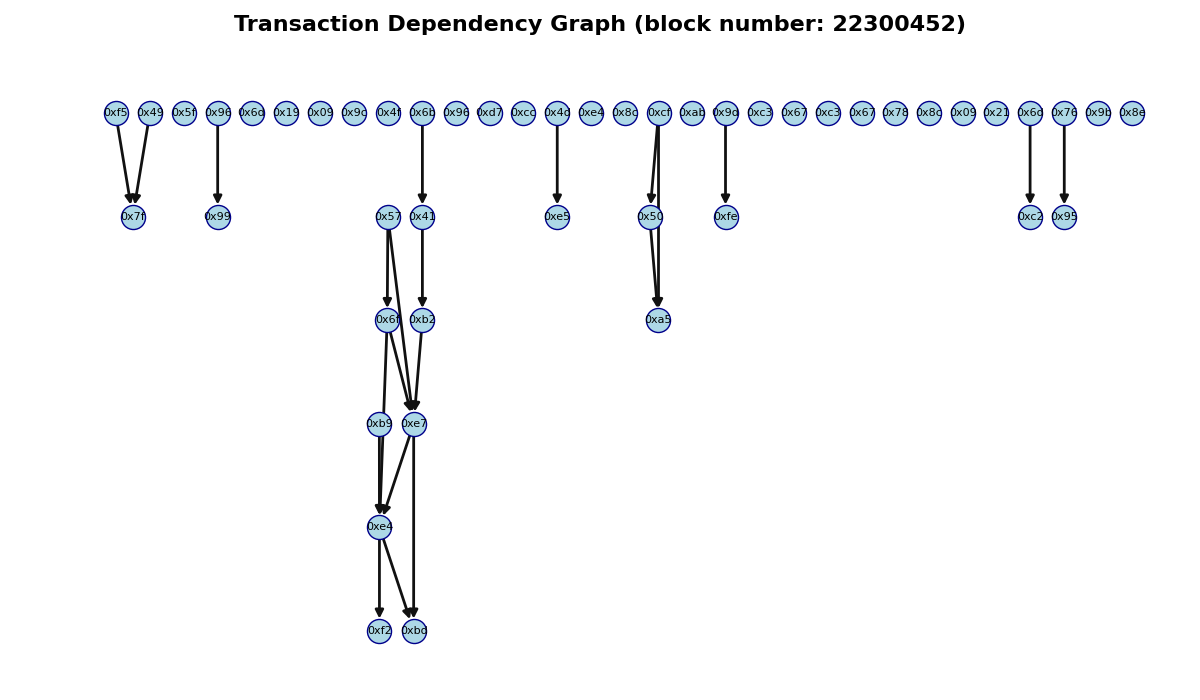 Transaction Dependency Graph (block number: 22300452)
0xf5 0x49 0x5f 0x96 0x6d 0x19 0x09 0x9c 0x4f 0x6b 0x96 0xd7 0xcc 0x4d 0xe4 0x8c 0xcf 0xab 0x9d 0xc3 0x67 0xc3 0x67 0x78 0x8c 0x09 0x21 0x6d 0x76 0x9b 0x8e
0x7f 0x99 0x57 0x41 0xe5 0x50 0xfe 0xc2 0x95
0x6f 0xb2 0xa5
0xb9 0xe7
0xe4
0xf2 0xbd